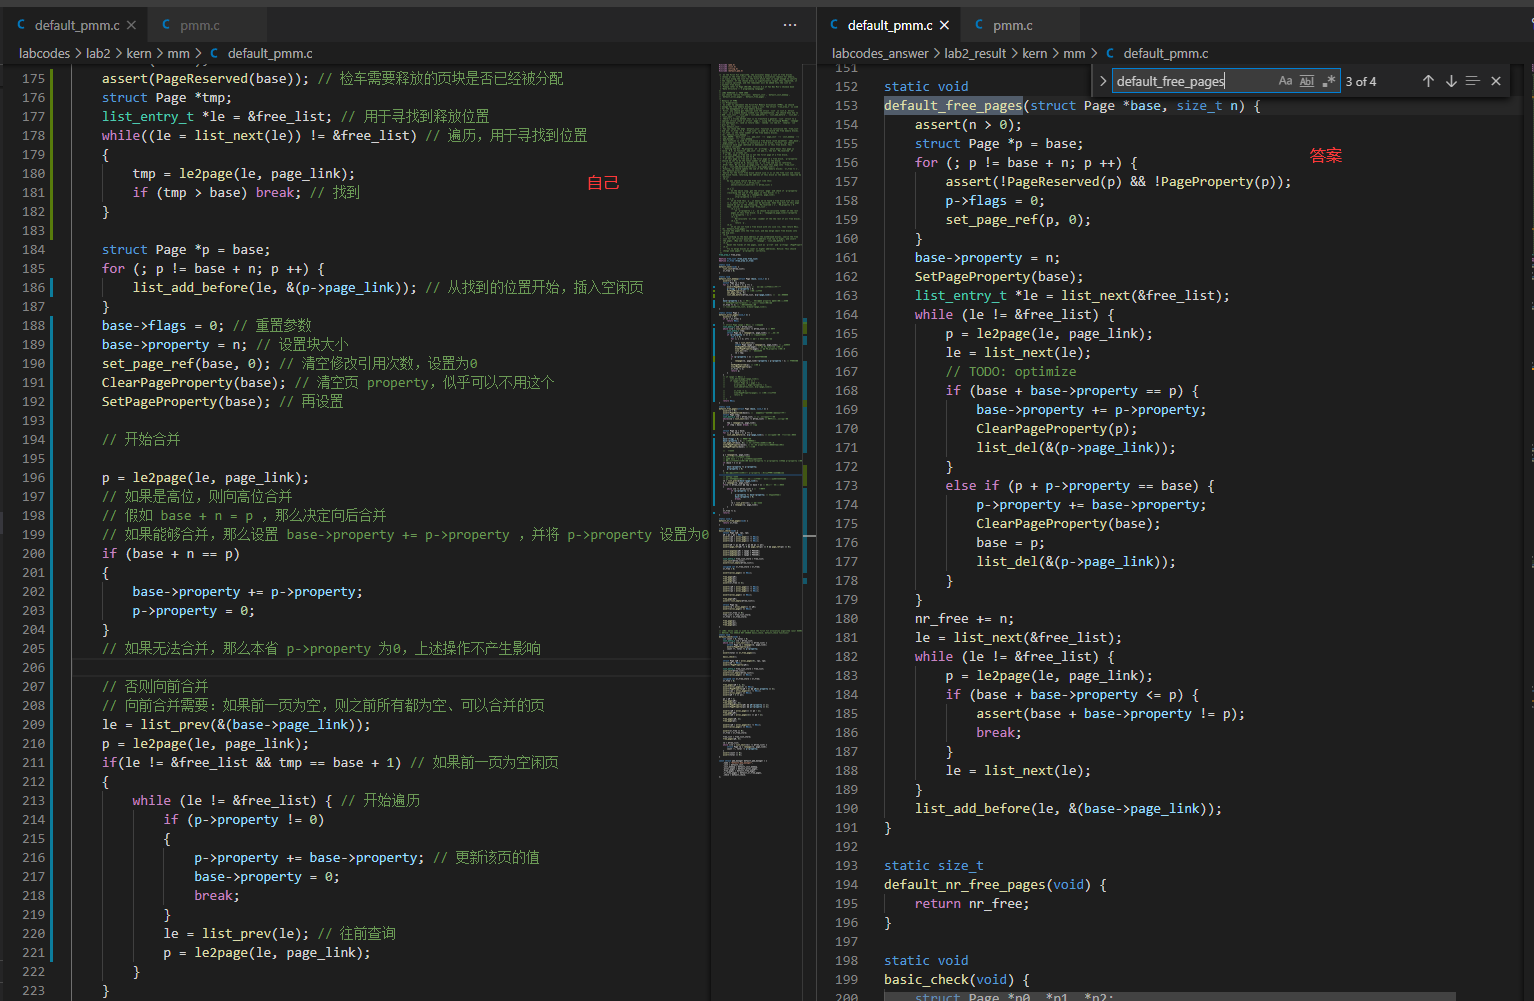 default_pmm.c
pmm.c
labcodes > lab2 > kern > mm > C default_pmm.c
175 assert(PageReserved(base)); // 检车需要释放的页块是否已经被分配
176 struct Page *tmp;
177 list_entry_t *le = &free_list; // 用于寻找到释放位置
178 while((le = list_next(le)) != &free_list) // 遍历，用于寻找到位置
179 {
180 tmp = le2page(le, page_link);
181 if (tmp > base) break; // 找到
自己
182 }
183
184 struct Page *p = base;
185 for (; p != base + n; p ++) {
186 list_add_before(le, &(p->page_link)); // 从找到的位置开始，插入空闲页
187 }
188 base->flags = 0; // 重置参数
189 base->property = n; // 设置块大小
190 set_page_ref(base, 0); // 清空修改引用次数，设置为0
191 ClearPageProperty(base); // 清空页 property，似乎可以不用这个
192 SetPageProperty(base); // 再设置
193
194 // 开始合并
195
196 p = le2page(le, page_link);
197 // 如果是高位，则向高位合并
198 // 假如 base + n = p ，那么决定向后合并
199 // 如果能够合并，那么设置 base->property += p->property ，并将 p->property 设置为0
200 if (base + n == p)
201 {
202 base->property += p->property;
203 p->property = 0;
204 }
205 // 如果无法合并，那么本省 p->property 为0，上述操作不产生影响
206
207 // 否则向前合并
208 // 向前合并需要：如果前一页为空，则之前所有都为空、可以合并的页
209 le = list_prev(&(base->page_link));
210 p = le2page(le, page_link);
211 if(le != &free_list && tmp == base + 1) // 如果前一页为空闲页
212 {
213 while (le != &free_list) { // 开始遍历
214 if (p->property != 0)
215 {
216 p->property += base->property; // 更新该页的值
217 base->property = 0;
218 break;
219 }
220 le = list_prev(le); // 往前查询
221 p = le2page(le, page_link);
222 }
223 }
default_pmm.c
pmm.c
labcodes_answer > lab2_result > kern > mm > C default_pmm.c
default_free_pages Aa Abl .* 3 of 4
151
152 static void
153 default_free_pages(struct Page *base, size_t n) {
154 assert(n > 0);
155 struct Page *p = base;
答案
156 for (; p != base + n; p ++) {
157 assert(!PageReserved(p) && !PageProperty(p));
158 p->flags = 0;
159 set_page_ref(p, 0);
160 }
161 base->property = n;
162 SetPageProperty(base);
163 list_entry_t *le = list_next(&free_list);
164 while (le != &free_list) {
165 p = le2page(le, page_link);
166 le = list_next(le);
167 // TODO: optimize
168 if (base + base->property == p) {
169 base->property += p->property;
170 ClearPageProperty(p);
171 list_del(&(p->page_link));
172 }
173 else if (p + p->property == base) {
174 p->property += base->property;
175 ClearPageProperty(base);
176 base = p;
177 list_del(&(p->page_link));
178 }
179 }
180 nr_free += n;
181 le = list_next(&free_list);
182 while (le != &free_list) {
183 p = le2page(le, page_link);
184 if (base + base->property <= p) {
185 assert(base + base->property != p);
186 break;
187 }
188 le = list_next(le);
189 }
190 list_add_before(le, &(base->page_link));
191 }
192
193 static size_t
194 default_nr_free_pages(void) {
195 return nr_free;
196 }
197
198 static void
199 basic_check(void) {
200 struct Page *p0, *p1, *p2;